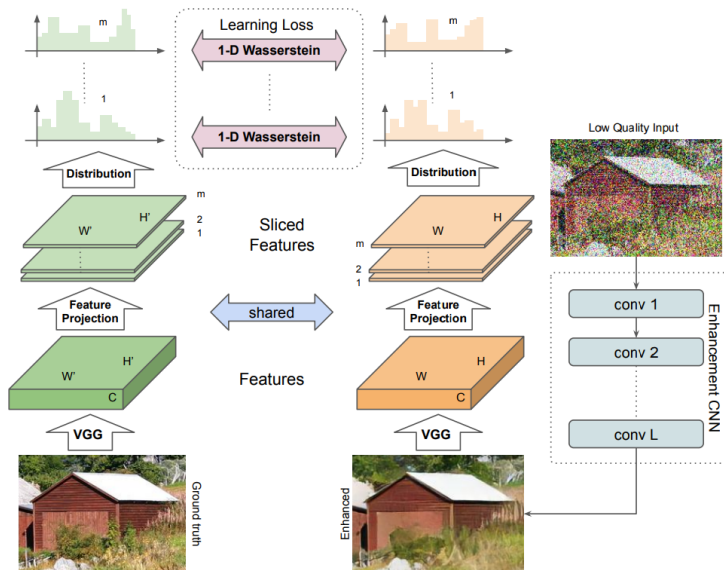 m
Learning Loss
m
1-D Wasserstein
1
1-D Wasserstein
1
Low Quality Input
Distribution
Distribution
m
H'
2
W'
1
Sliced
Features
H
W
m
2
1
Feature
Projection
shared
Feature
Projection
conv 1
conv 2
conv L
Enhancement CNN
H'
W'
C
Features
H
W
C
VGG
VGG
Ground truth
Enhanced